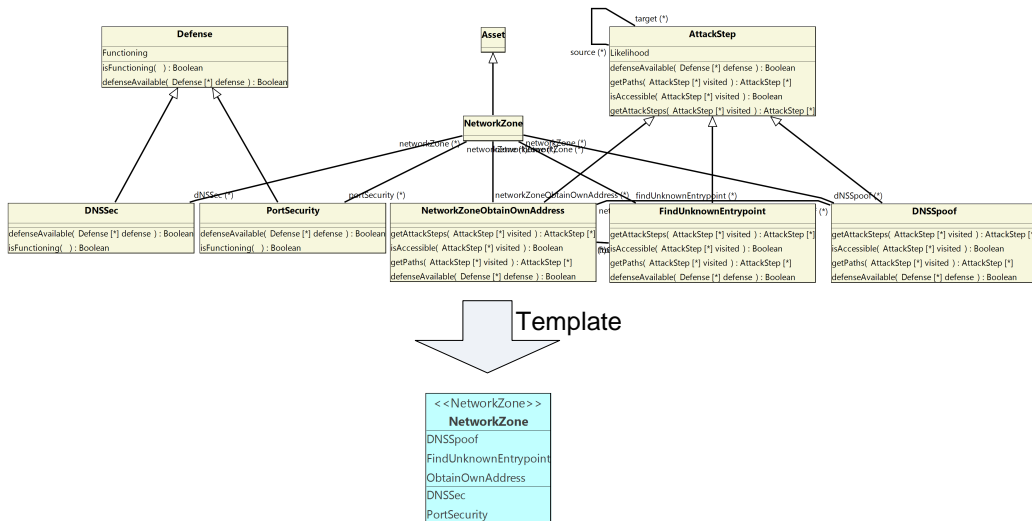 target (*)
Defense
Asset
AttackStep
source (*)
Functioning
Likelihood
isFunctioning( ) : Boolean
defenseAvailable( Defense [*] defense ) : Boolean
defenseAvailable( Defense [*] defense ) : Boolean
getPaths( AttackStep [*] visited ) : AttackStep [*]
isAccessible( AttackStep [*] visited ) : Boolean
getAttackSteps( AttackStep [*] visited ) : AttackStep [*]
NetworkZone
networkZone (*)
networkZone (*)
dNSSec (*)
portSecurity (*)
networkZoneObtainOwnAddress (*)
findUnknownEntrypoint (*)
dNSSpoof (*)
DNSSec
defenseAvailable( Defense [*] defense ) : Boolean
isFunctioning( ) : Boolean
PortSecurity
defenseAvailable( Defense [*] defense ) : Boolean
isFunctioning( ) : Boolean
NetworkZoneObtainOwnAddress
getAttackSteps( AttackStep [*] visited ) : AttackStep [*]
isAccessible( AttackStep [*] visited ) : Boolean
getPaths( AttackStep [*] visited ) : AttackStep [*]
defenseAvailable( Defense [*] defense ) : Boolean
FindUnknownEntrypoint
getAttackSteps( AttackStep [*] visited ) : AttackStep [*]
isAccessible( AttackStep [*] visited ) : Boolean
getPaths( AttackStep [*] visited ) : AttackStep [*]
defenseAvailable( Defense [*] defense ) : Boolean
(*)
DNSSpoof
getAttackSteps( AttackStep [*] visited ) : AttackStep [*]
isAccessible( AttackStep [*] visited ) : Boolean
getPaths( AttackStep [*] visited ) : AttackStep [*]
defenseAvailable( Defense [*] defense ) : Boolean
Template
<<NetworkZone>>
NetworkZone
DNSSpoof
FindUnknownEntrypoint
ObtainOwnAddress
DNSSec
PortSecurity